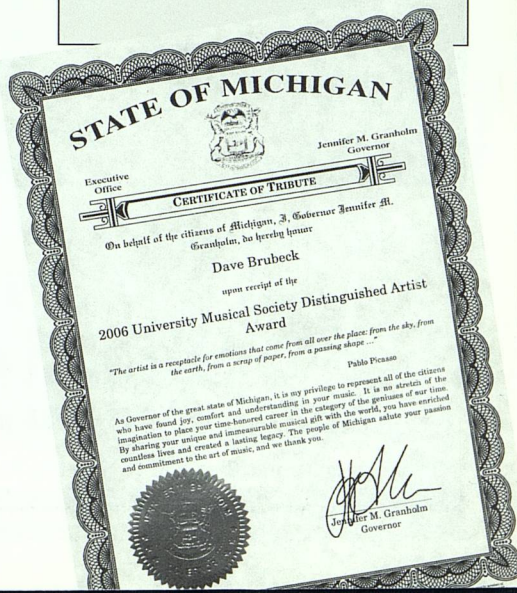 STATE OF MICHIGAN
Executive
Office
Jennifer M. Granholm
Governor
CERTIFICATE OF TRIBUTE
On behalf of the citizens of Michigan, I, Governor Jennifer M.
Granholm, do hereby honor
Dave Brubeck
upon receipt of the
2006 University Musical Society Distinguished Artist
Award
"The artist is a receptacle for emotions that come from all over the place: from the sky, from
the earth, from a scrap of paper, from a passing shape ..."
Pablo Picasso
As Governor of the great state of Michigan, it is my privilege to represent all of the citizens
who have found joy, comfort and understanding in your music. It is no stretch of the
imagination to place your time-honored career in the category of the geniuses of our time.
By sharing your unique and immeasurable musical gift with the world, you have enriched
countless lives and created a lasting legacy. The people of Michigan salute your passion
and commitment to the art of music, and we thank you.
Jennifer M. Granholm
Governor